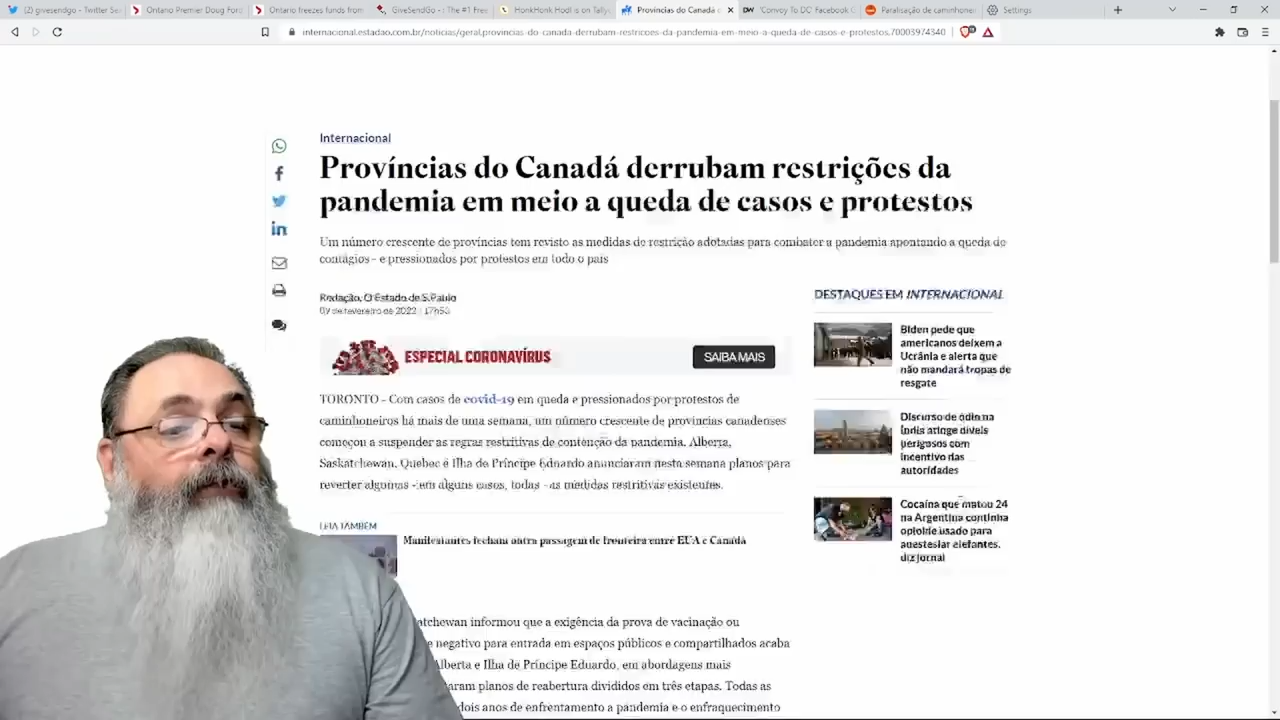 (2) givesendgo - Twitter Se
Ontario Premier Doug Ford
Ontario freezes funds from
GiveSendGo - The #1 Free
HonkHonk Hodl is on Tally
Províncias do Canadá d
'Convoy To DC' Facebook G
Paralisação de caminhone
Settings
internacional.estadao.com.br/noticias/geral,provincias-do-canada-derrubam-restricoes-da-pandemia-em-meio-a-queda-de-casos-e-protestos,70003974340
Internacional
Províncias do Canadá derrubam restrições da
pandemia em meio a queda de casos e protestos
Um número crescente de províncias tem revisto as medidas de restrição adotadas para combater a pandemia apontando a queda de
contágios - e pressionados por protestos em todo o país
Redação, O Estado de S.Paulo
de fevereiro de 2022 | 17h53
ESPECIAL CORONAVÍRUS
SAIBA MAIS
TORONTO - Com casos de covid-19 em queda e pressionados por protestos de
caminhoneiros há mais de uma semana, um número crescente de províncias canadenses
começou a suspender as regras restritivas de contenção da pandemia. Alberta,
Saskatchewan, Quebec e Ilha do Príncipe Eduardo anunciaram nesta semana planos para
reverter algumas - em alguns casos, todas - as medidas restritivas existentes.
LEIA TAMBÉM
Manifestantes fecham outra passagem de fronteira entre EUA e Canadá
atchewan informou que a exigência da prova de vacinação ou
e negativo para entrada em espaços públicos e compartilhados acaba
Alberta e Ilha do Príncipe Eduardo, em abordagens mais
taram planos de reabertura divididos em três etapas. Todas as
dois anos de enfrentamento a pandemia e o enfraquecimento
DESTAQUES EM INTERNACIONAL
Biden pede que
americanos deixem a
Ucrânia e alerta que
não mandará tropas de
resgate
Discurso de ódio na
Índia atinge níveis
perigosos com
incentivo das
autoridades
Cocaína que matou 24
na Argentina continha
opioide usado para
anestesiar elefantes,
diz jornal